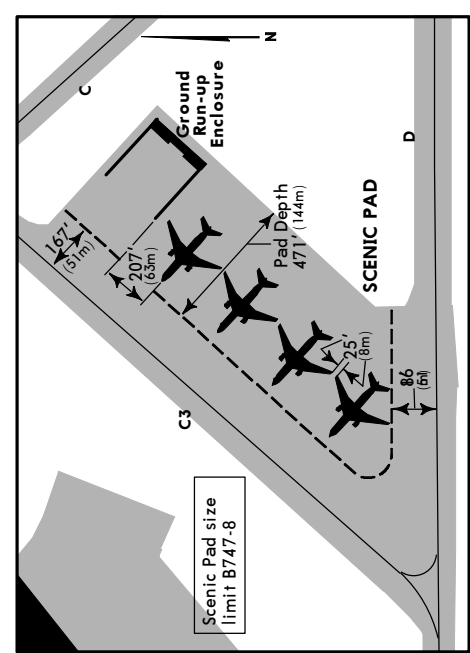 C
N
Ground
Run-up
Enclosure
167'
(51m)
207'
(63m)
Pad Depth
471' (144m)
SCENIC PAD
D
25'
(8m)
86
C3
Scenic Pad size
limit B747-8